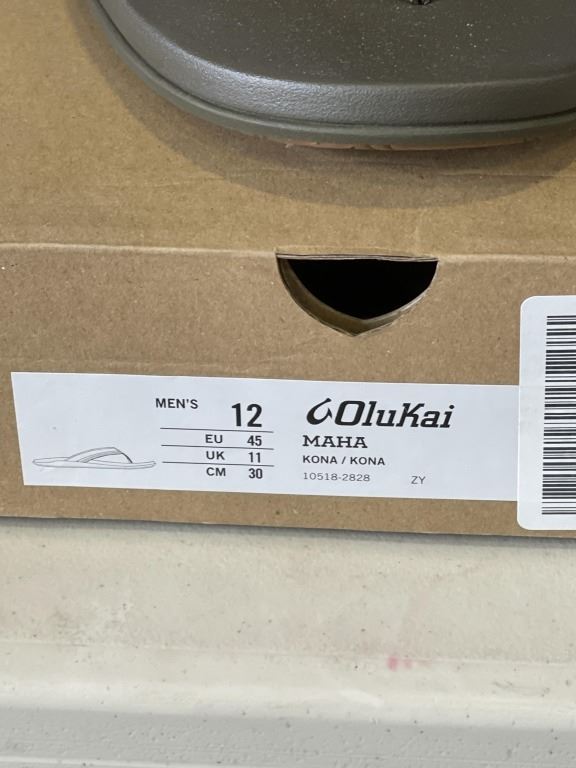 MEN'S 12
EU 45
UK 11
CM 30
OluKai
MAHA
KONA / KONA
10518-2828 ZY